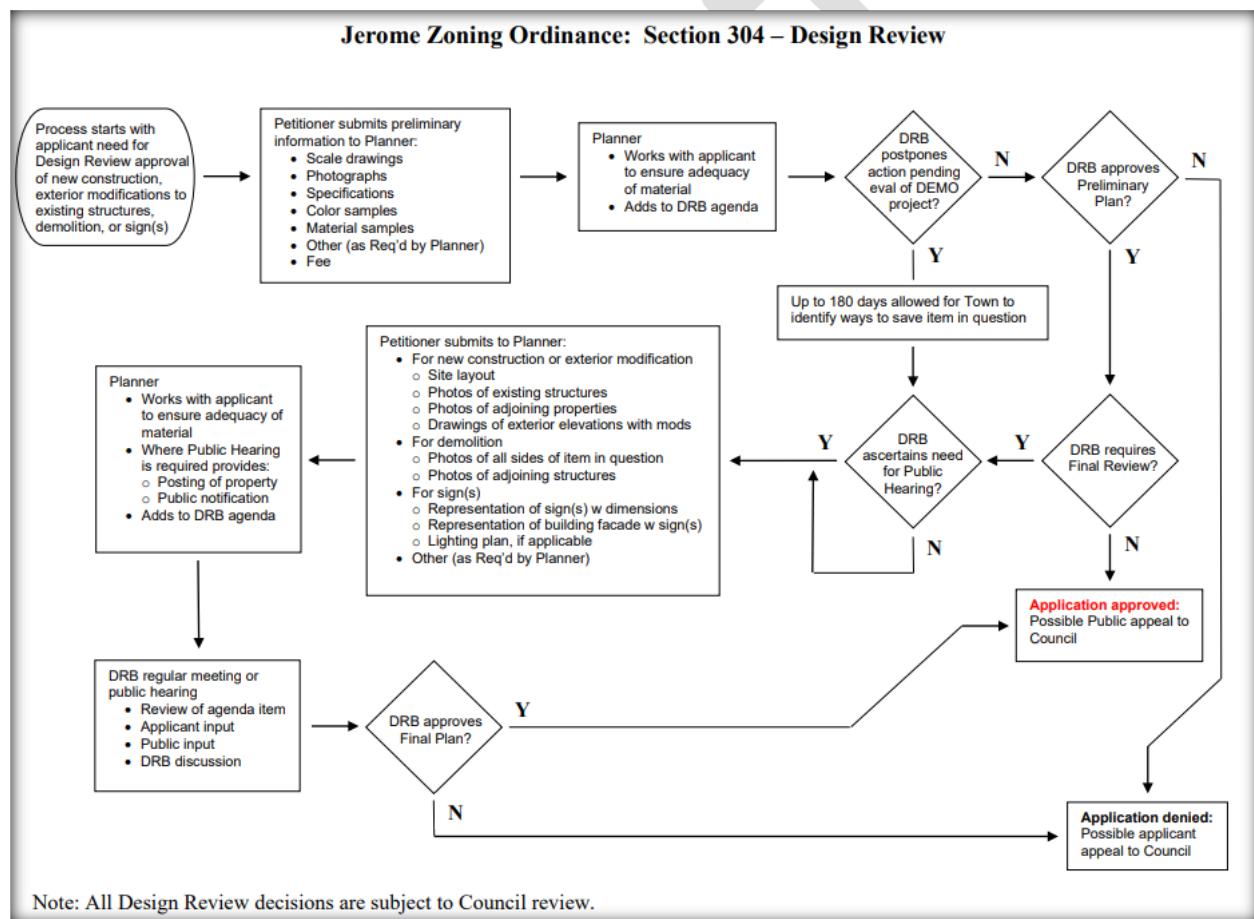 Jerome Zoning Ordinance: Section 304 – Design Review
Process starts with
applicant need for
Design Review approval
of new construction,
exterior modifications to
existing structures,
demolition, or sign(s)
Petitioner submits preliminary
information to Planner:
• Scale drawings
• Photographs
• Specifications
• Color samples
• Material samples
• Other (as Req'd by Planner)
• Fee
Planner
• Works with applicant
to ensure adequacy
of material
• Adds to DRB agenda
DRB
postpones
action pending
eval of DEMO
project?
N
Y
DRB approves
Preliminary
Plan?
N
Y
Up to 180 days allowed for Town to
identify ways to save item in question
DRB requires
Final Review?
Y
N
DRB
ascertains need
for Public
Hearing?
Y
N
Petitioner submits to Planner:
• For new construction or exterior modification
o Site layout
o Photos of existing structures
o Photos of adjoining properties
o Drawings of exterior elevations with mods
• For demolition
o Photos of all sides of item in question
o Photos of adjoining structures
• For sign(s)
o Representation of sign(s) w dimensions
o Representation of building facade w sign(s)
o Lighting plan, if applicable
• Other (as Req'd by Planner)
Planner
• Works with applicant
to ensure adequacy of
material
• Where Public Hearing
is required provides:
o Posting of property
o Public notification
• Adds to DRB agenda
DRB regular meeting or
public hearing
• Review of agenda item
• Applicant input
• Public input
• DRB discussion
DRB approves
Final Plan?
Y
N
Application approved:
Possible Public appeal to
Council
Application denied:
Possible applicant
appeal to Council
Note: All Design Review decisions are subject to Council review.